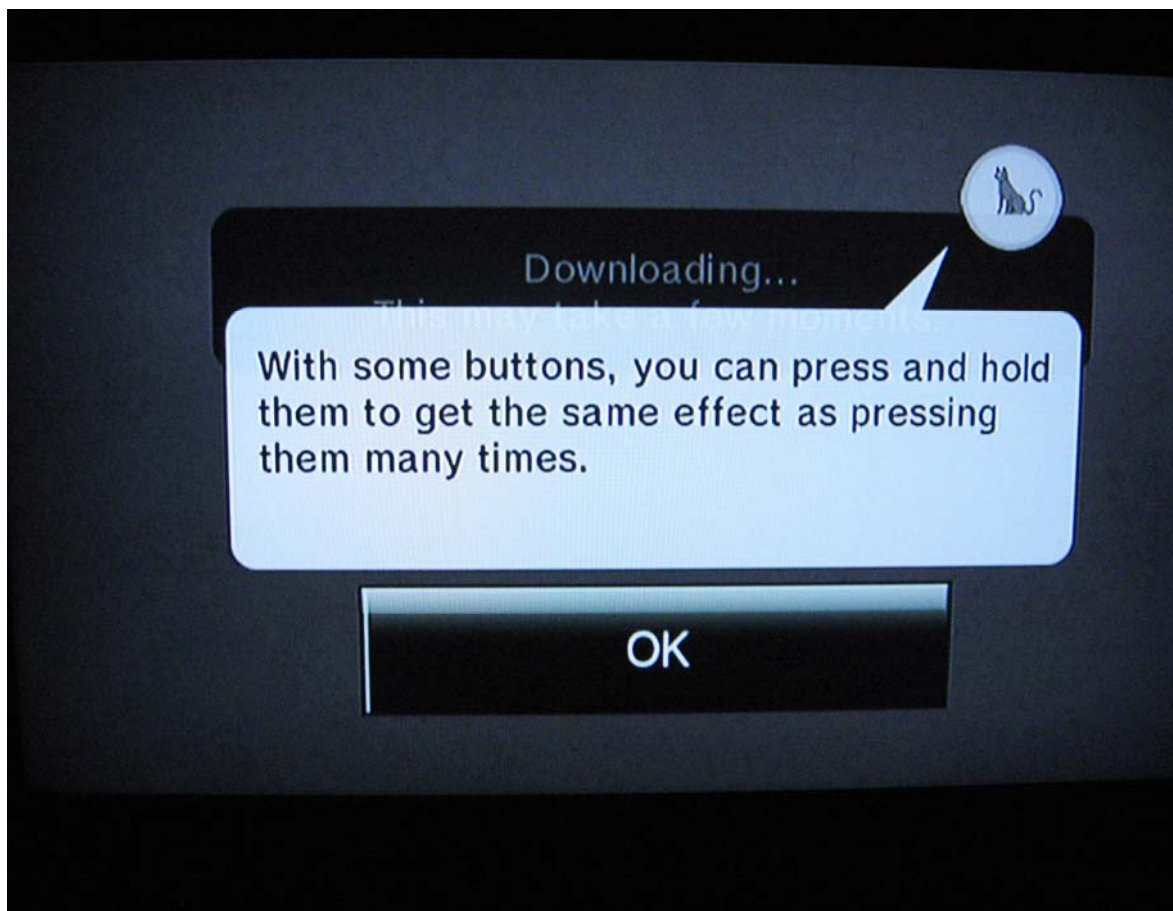 Downloading...
This may take a few moments.
With some buttons, you can press and hold
them to get the same effect as pressing
them many times.
OK